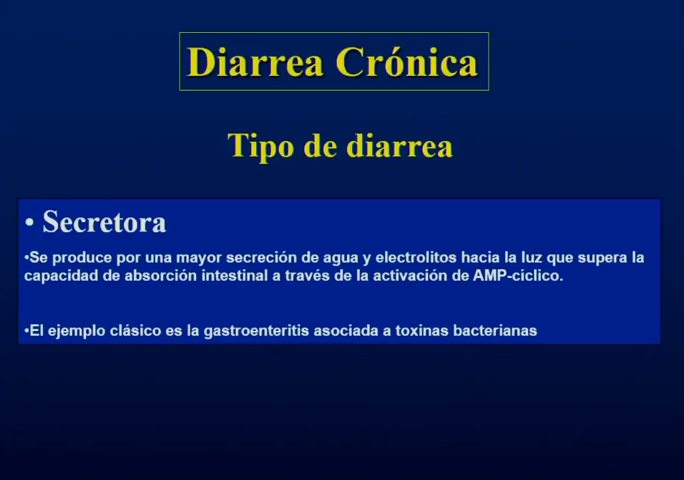 Diarrea Crónica
Tipo de diarrea
• Secretora
•Se produce por una mayor secreción de agua y electrolitos hacia la luz que supera la
capacidad de absorción intestinal a través de la activación de AMP-cíclico.
•El ejemplo clásico es la gastroenteritis asociada a toxinas bacterianas